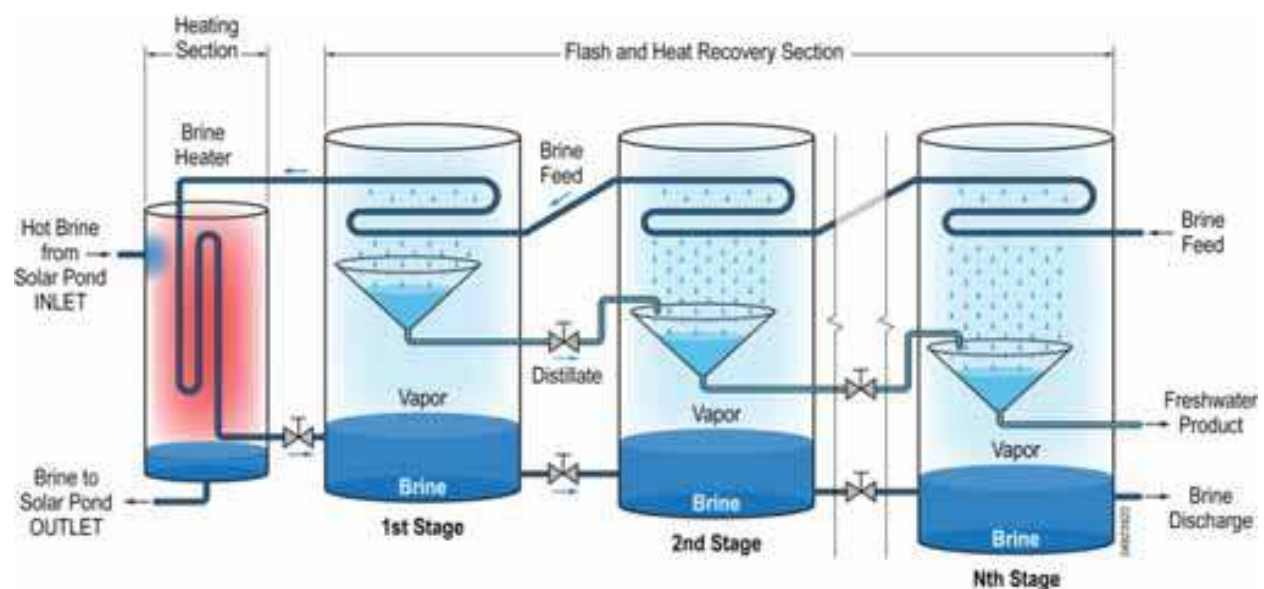 Heating
Section
Flash and Heat Recovery Section
Brine
Heater
Brine
Feed
Hot Brine
from
Solar Pond
INLET
Brine
Feed
Distillate
Vapor
Vapor
Vapor
Freshwater
Product
Brine to
Solar Pond
OUTLET
Brine
Brine
Brine
Brine
Discharge
1st Stage
2nd Stage
Nth Stage